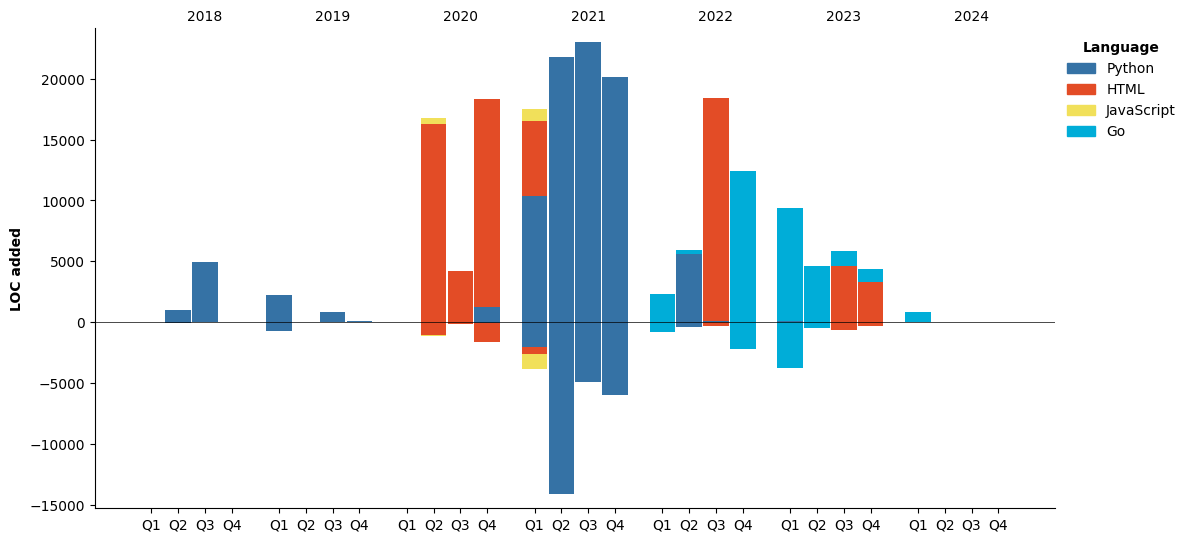 2018 2019 2020 2021 2022 2023 2024
Language
Python
HTML
JavaScript
Go
LOC added
20000
15000
10000
5000
0
−5000
−10000
−15000
Q1 Q2 Q3 Q4 Q1 Q2 Q3 Q4 Q1 Q2 Q3 Q4 Q1 Q2 Q3 Q4 Q1 Q2 Q3 Q4 Q1 Q2 Q3 Q4 Q1 Q2 Q3 Q4